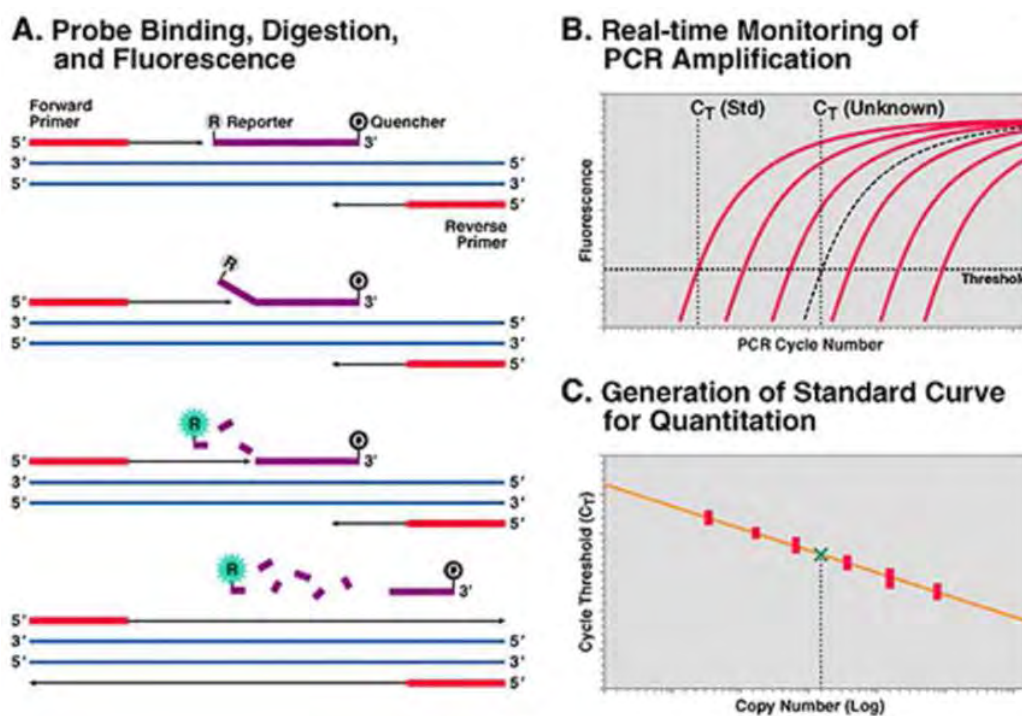 A. Probe Binding, Digestion,
and Fluorescence
Forward
Primer
R Reporter
Quencher
5' 3'
3' 5'
5' 3'
5'
Reverse
Primer
R
5' 3'
3' 5'
5' 3'
5'
R
5' 3'
3' 5'
5' 3'
5'
R
3'
5'
3' 5'
5' 3'
5'
B. Real-time Monitoring of
PCR Amplification
CT (Std) CT (Unknown)
Fluorescence
Threshold
PCR Cycle Number
C. Generation of Standard Curve
for Quantitation
Cycle Threshold (CT)
Copy Number (Log)